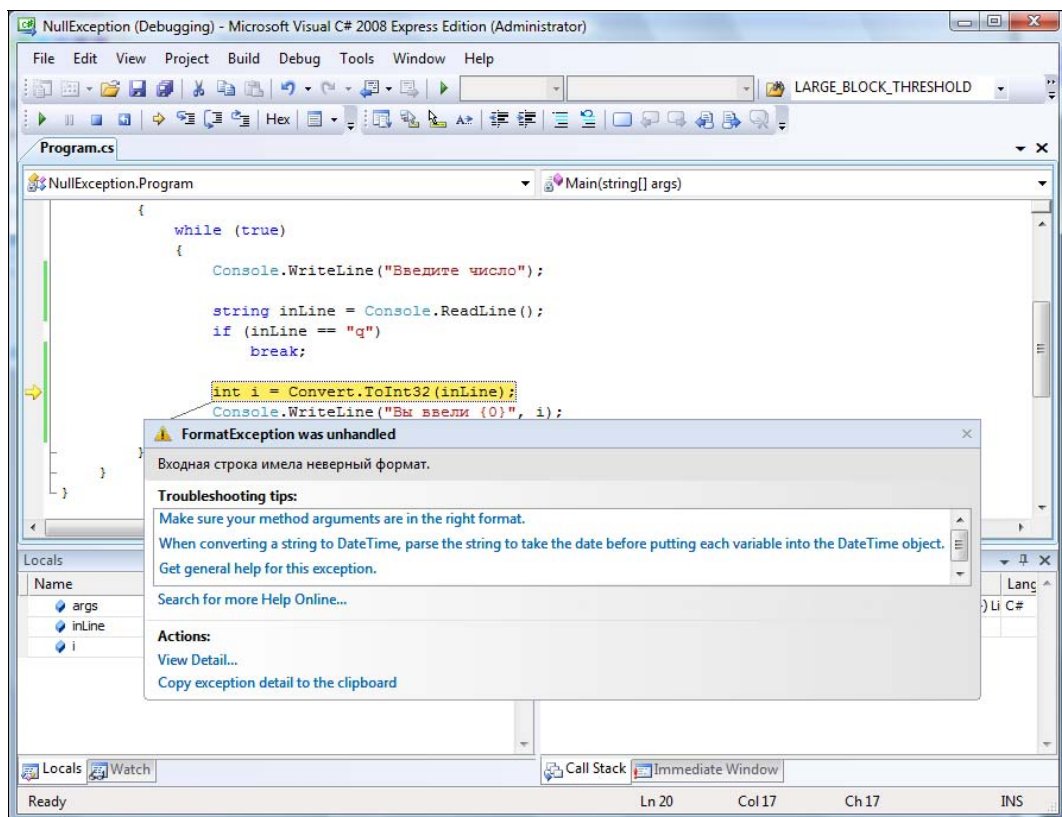 NullException (Debugging) - Microsoft Visual C# 2008 Express Edition (Administrator)
File Edit View Project Build Debug Tools Window Help
LARGE_BLOCK_THRESHOLD
Hex
Program.cs
NullException.Program
Main(string[] args)
{
while (true)
{
Console.WriteLine("Введите число");
string inLine = Console.ReadLine();
if (inLine == "q")
break;
int i = Convert.ToInt32(inLine);
Console.WriteLine("Вы ввели {0}", i);
}
}
}
FormatException was unhandled
Входная строка имела неверный формат.
Troubleshooting tips:
Make sure your method arguments are in the right format.
When converting a string to DateTime, parse the string to take the date before putting each variable into the DateTime object.
Get general help for this exception.
Search for more Help Online...
Actions:
View Detail...
Copy exception detail to the clipboard
Locals
Name
Lang
args
) Li C#
inLine
i
Locals Watch
Call Stack Immediate Window
Ready Ln 20 Col 17 Ch 17 INS